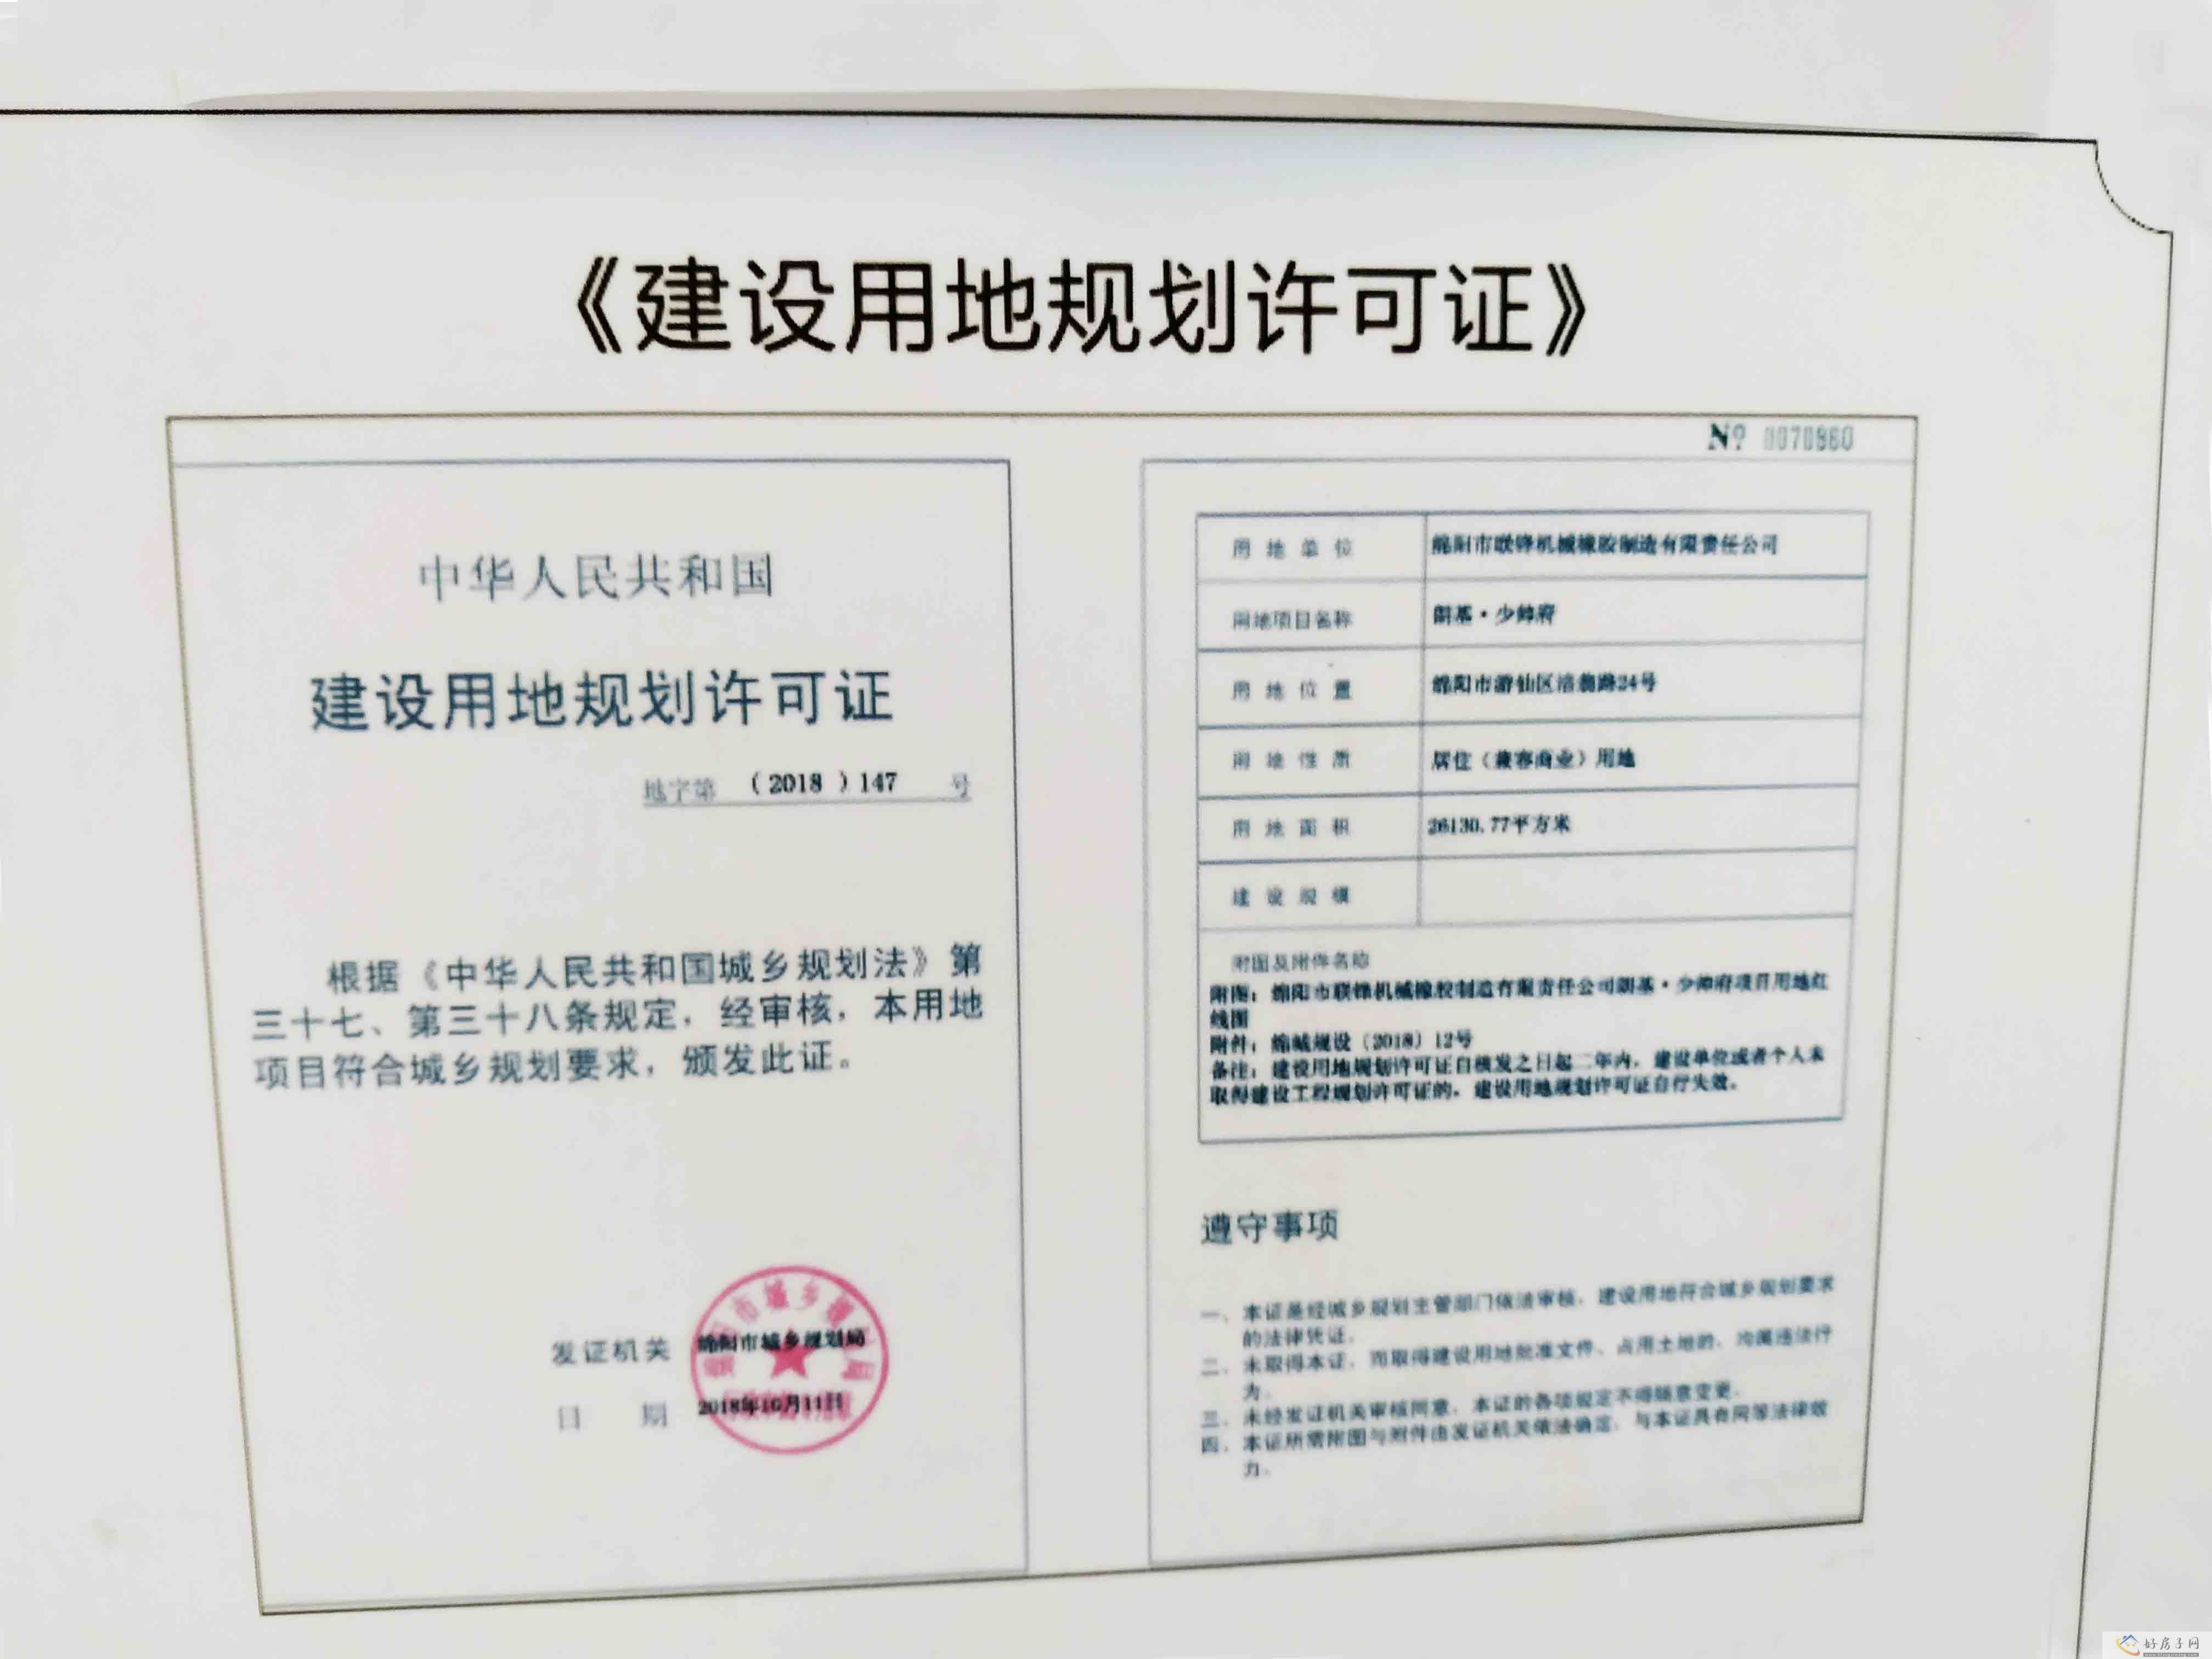 《建设用地规划许可证》
中华人民共和国
建设用地规划许可证
地字第 （2018）147 号
根据《中华人民共和国城乡规划法》第
三十七、第三十八条规定，经审核，本用地
项目符合城乡规划要求，颁发此证。
发证机关 绵阳市城乡规划局
日 期 2018年10月11日
Nº 0070960
用地单位 绵阳市联锋机械橡胶制造有限责任公司
用地项目名称 朗基·少帅府
用地位置 绵阳市游仙区涪翁路24号
用地性质 居住（兼容商业）用地
用地面积 26130.77平方米
建设规模
附图及附件名称
附图：绵阳市联锋机械橡胶制造有限责任公司朗基·少帅府项目用地红
线图
附件：绵城规设（2018）12号
备注：建设用地规划许可证自核发之日起二年内，建设单位或者个人未
取得建设工程规划许可证的，建设用地规划许可证自行失效。
遵守事项
一、本证是经城乡规划主管部门依法审核，建设用地符合城乡规划要求
的法律凭证。
二、未取得本证，而取得建设用地批准文件、占用土地的，均属违法行
为。
三、未经发证机关审核同意，本证的各项规定不得随意变更。
四、本证所需附图与附件由发证机关依法确定，与本证具有同等法律效
力。
好房子网